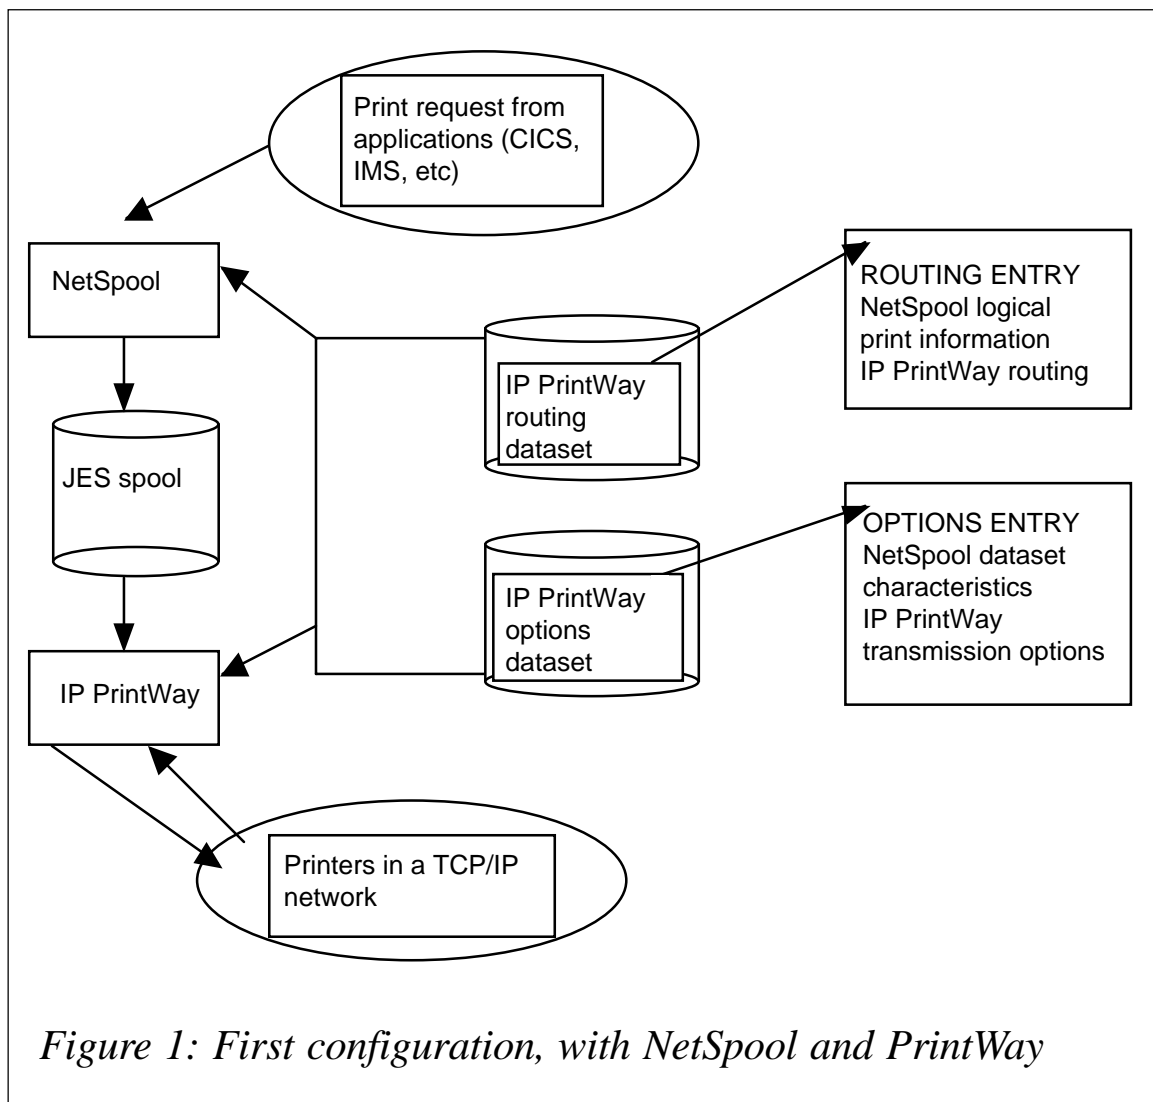 Print request from
applications (CICS,
IMS, etc)
NetSpool
ROUTING ENTRY
NetSpool logical
print information
IP PrintWay routing
IP PrintWay
routing
dataset
JES spool
OPTIONS ENTRY
NetSpool dataset
characteristics
IP PrintWay
transmission options
IP PrintWay
options
dataset
IP PrintWay
Printers in a TCP/IP
network
Figure 1: First configuration, with NetSpool and PrintWay